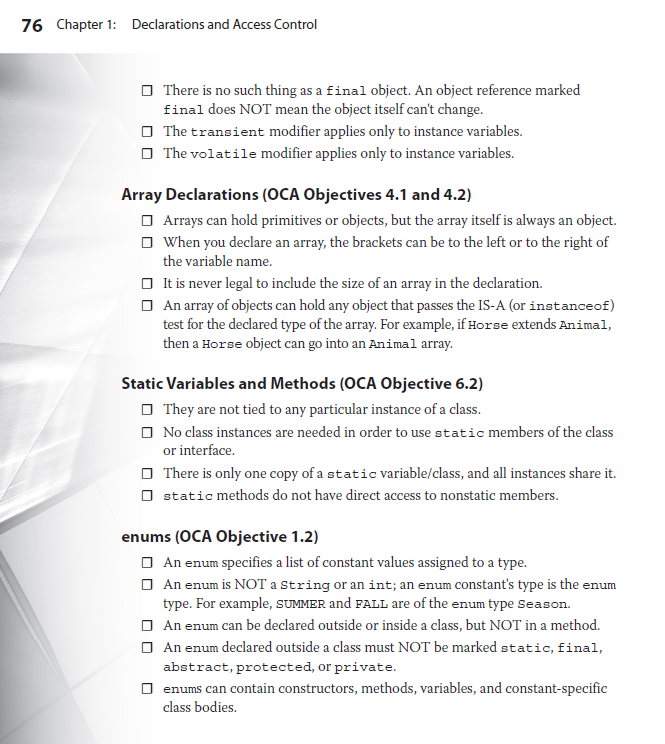 76 Chapter 1: Declarations and Access Control
❒ There is no such thing as a final object. An object reference marked
final does NOT mean the object itself can't change.
❒ The transient modifier applies only to instance variables.
❒ The volatile modifier applies only to instance variables.
Array Declarations (OCA Objectives 4.1 and 4.2)
❒ Arrays can hold primitives or objects, but the array itself is always an object.
❒ When you declare an array, the brackets can be to the left or to the right of
the variable name.
❒ It is never legal to include the size of an array in the declaration.
❒ An array of objects can hold any object that passes the IS-A (or instanceof)
test for the declared type of the array. For example, if Horse extends Animal,
then a Horse object can go into an Animal array.
Static Variables and Methods (OCA Objective 6.2)
❒ They are not tied to any particular instance of a class.
❒ No class instances are needed in order to use static members of the class
or interface.
❒ There is only one copy of a static variable/class, and all instances share it.
❒ static methods do not have direct access to nonstatic members.
enums (OCA Objective 1.2)
❒ An enum specifies a list of constant values assigned to a type.
❒ An enum is NOT a String or an int; an enum constant's type is the enum
type. For example, SUMMER and FALL are of the enum type Season.
❒ An enum can be declared outside or inside a class, but NOT in a method.
❒ An enum declared outside a class must NOT be marked static, final,
abstract, protected, or private.
❒ enums can contain constructors, methods, variables, and constant-specific
class bodies.